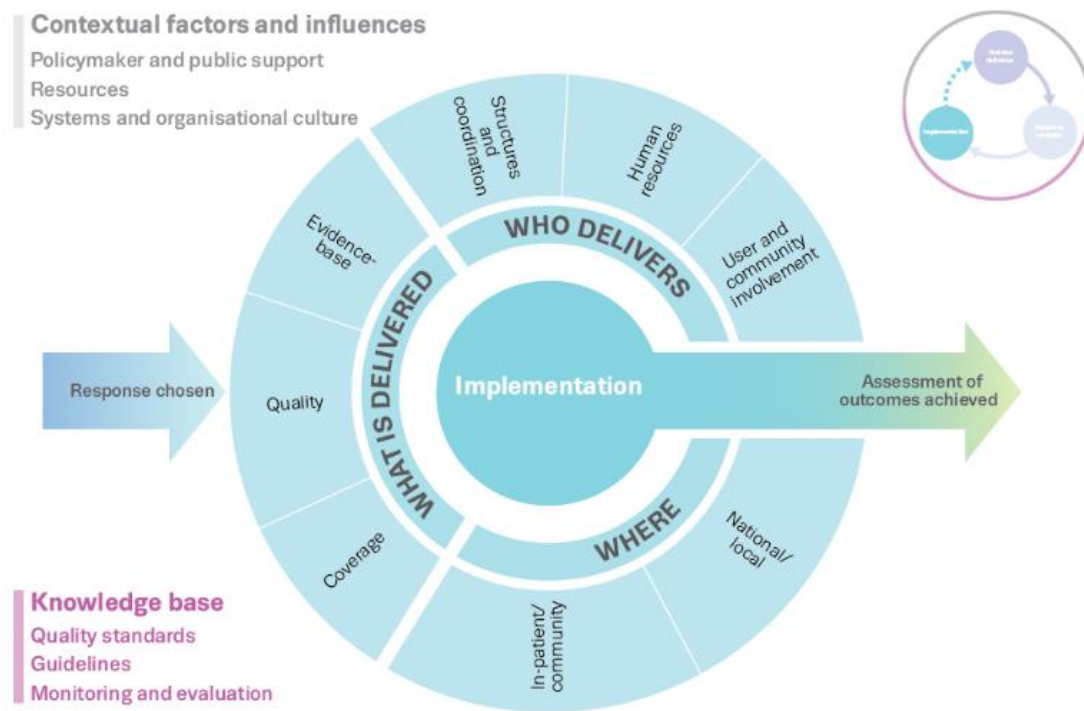 Contextual factors and influences
Policymaker and public support
Resources
Systems and organisational culture
Structures
and
coordination
Human
resources
User and
community
involvement
Evidence-
base
Quality
Coverage
WHO DELIVERS
WHAT IS DELIVERED
WHERE
Response chosen
Implementation
Assessment of
outcomes achieved
National/
local
In-patient/
community
Knowledge base
Quality standards
Guidelines
Monitoring and evaluation
Implementation